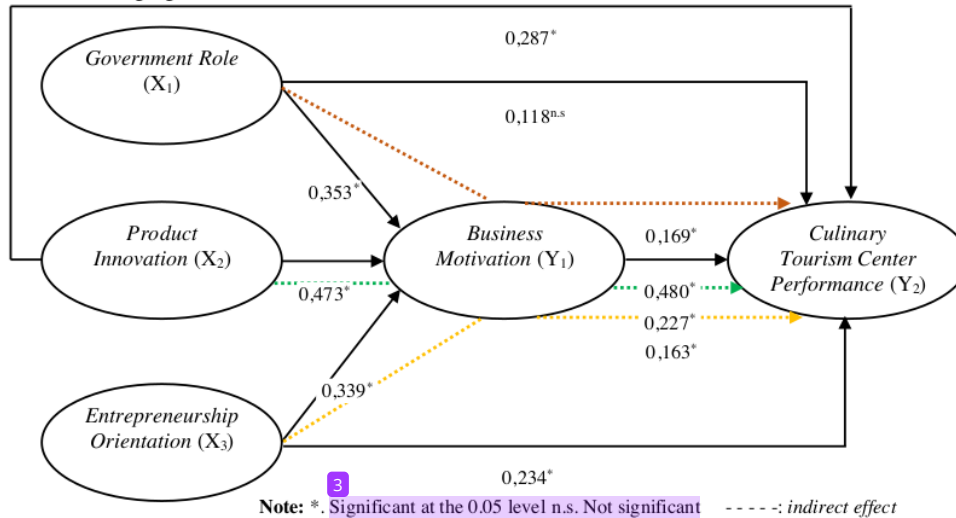 0,287*
Government Role
(X₁)
0,118ⁿ·ˢ
0,353*
Product
Innovation (X₂)
Business
Motivation (Y₁)
0,169*
Culinary
Tourism Center
Performance (Y₂)
0,473*
0,480*
0,227*
0,163*
0,339*
Entrepreneurship
Orientation (X₃)
0,234*
3
Note: *. Significant at the 0.05 level n.s. Not significant - - - - -: indirect effect